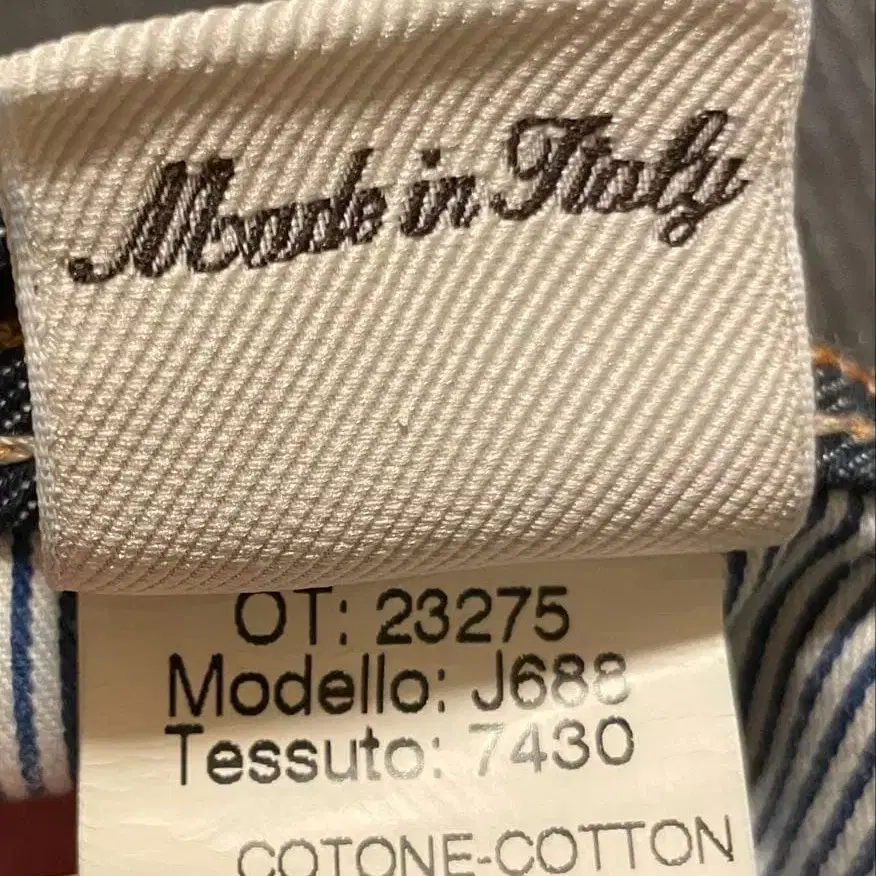 Made in Italy
OT: 23275
Modello: J688
Tessuto: 7430
COTONE-COTTON